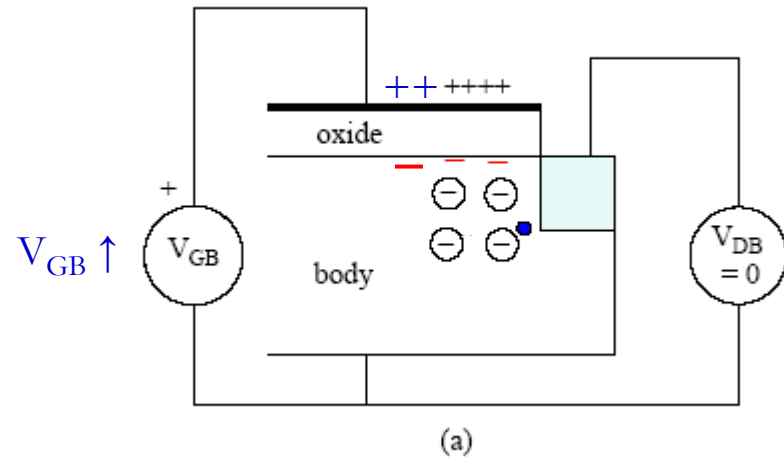 ++ ++++
oxide
+
V_GB ↑
V_GB
− −
− −
body
V_DB
= 0
(a)